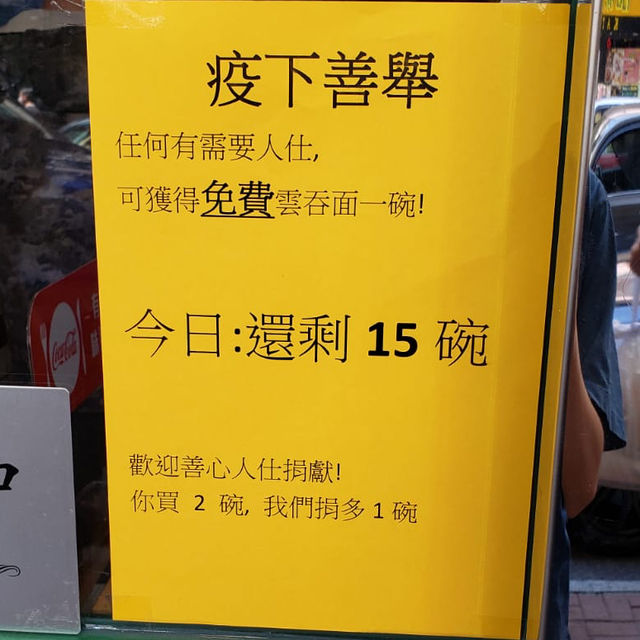 疫下善舉
任何有需要人仕,
可獲得免費雲吞面一碗!
今日:還剩 15 碗
歡迎善心人仕捐獻!
你買 2 碗, 我們捐多 1 碗
Coca-Cola